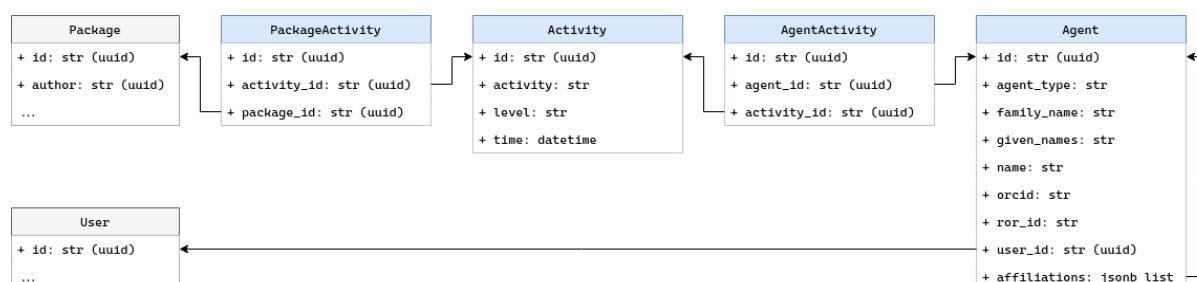 Package
+ id: str (uuid)
+ author: str (uuid)
...
PackageActivity
+ id: str (uuid)
+ activity_id: str (uuid)
+ package_id: str (uuid)
Activity
+ id: str (uuid)
+ activity: str
+ level: str
+ time: datetime
AgentActivity
+ id: str (uuid)
+ agent_id: str (uuid)
+ activity_id: str (uuid)
Agent
+ id: str (uuid)
+ agent_type: str
+ family_name: str
+ given_names: str
+ name: str
+ orcid: str
+ ror_id: str
+ user_id: str (uuid)
+ affiliations: jsonb list
User
+ id: str (uuid)
...